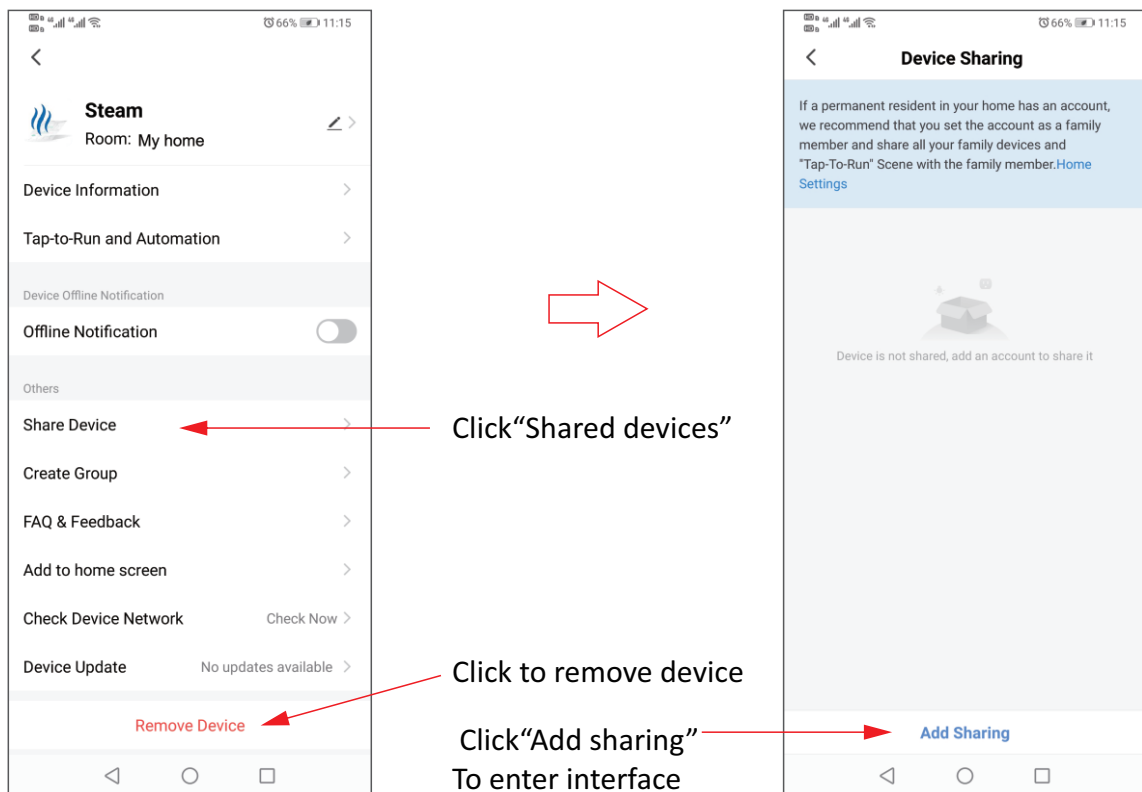 66% 11:15
Steam
Room: My home
Device Information
Tap-to-Run and Automation
Device Offline Notification
Offline Notification
Others
Share Device
Create Group
FAQ & Feedback
Add to home screen
Check Device Network Check Now
Device Update No updates available
Remove Device
Click“Shared devices”
Click to remove device
Click“Add sharing”
To enter interface
66% 11:15
Device Sharing
If a permanent resident in your home has an account,
we recommend that you set the account as a family
member and share all your family devices and
"Tap-To-Run" Scene with the family member.Home
Settings
Device is not shared, add an account to share it
Add Sharing